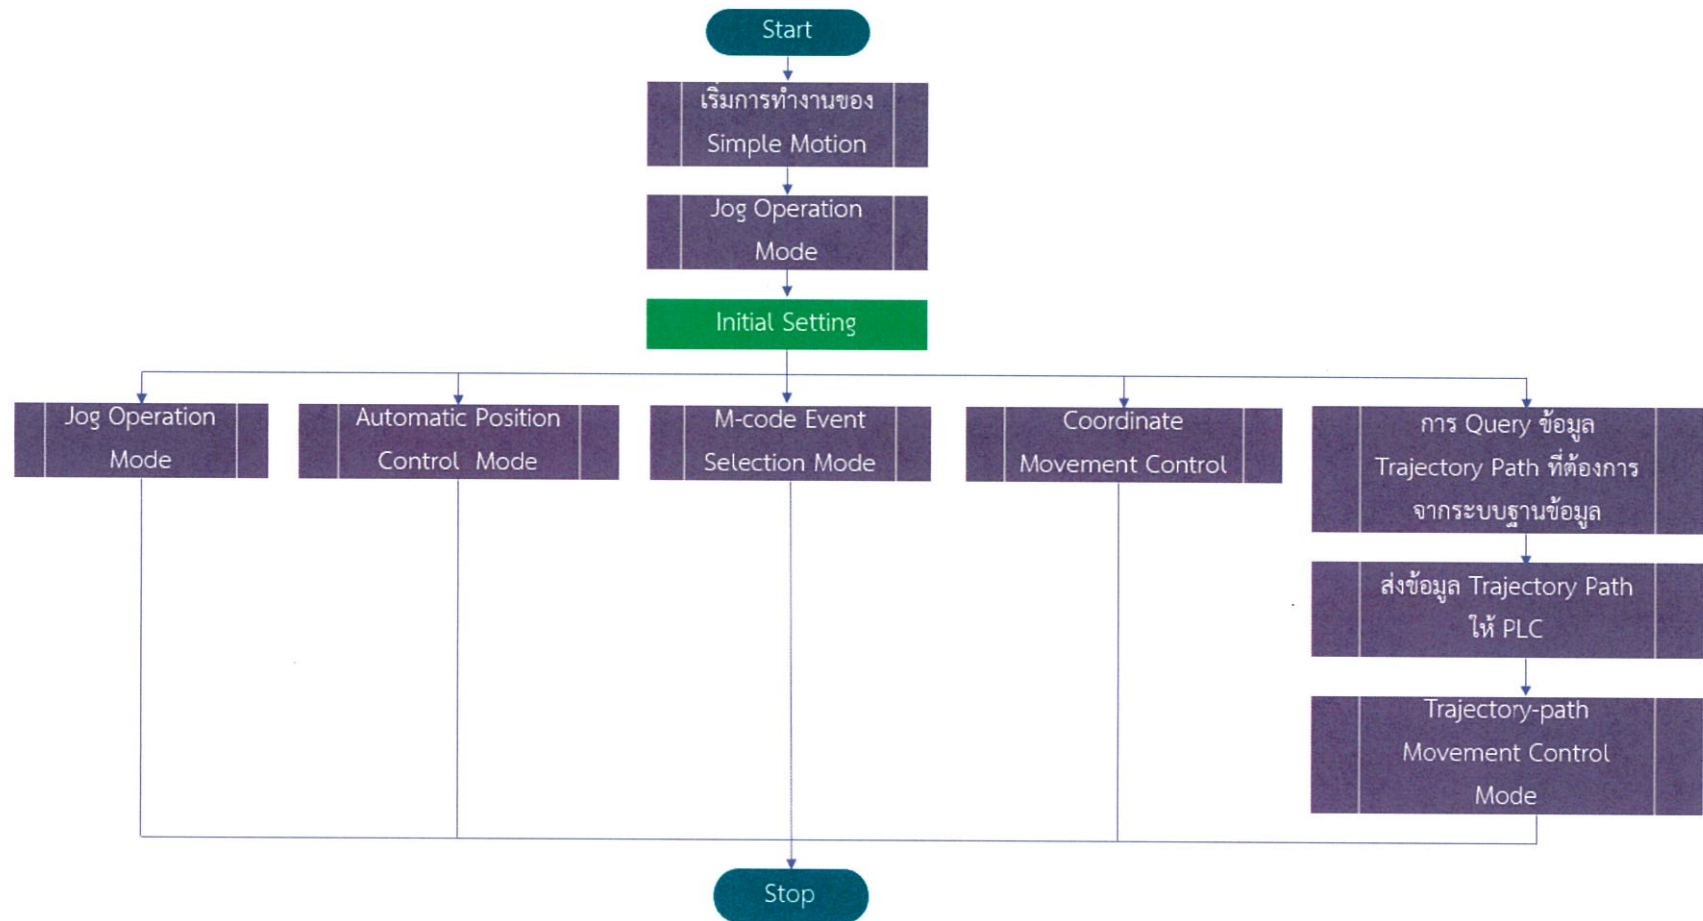 Start
เริ่มการทำงานของ
Simple Motion
Jog Operation
Mode
Initial Setting
Jog Operation
Mode
Automatic Position
Control Mode
M-code Event
Selection Mode
Coordinate
Movement Control
การ Query ข้อมูล
Trajectory Path ที่ต้องการ
จากระบบฐานข้อมูล
ส่งข้อมูล Trajectory Path
ให้ PLC
Trajectory-path
Movement Control
Mode
Stop